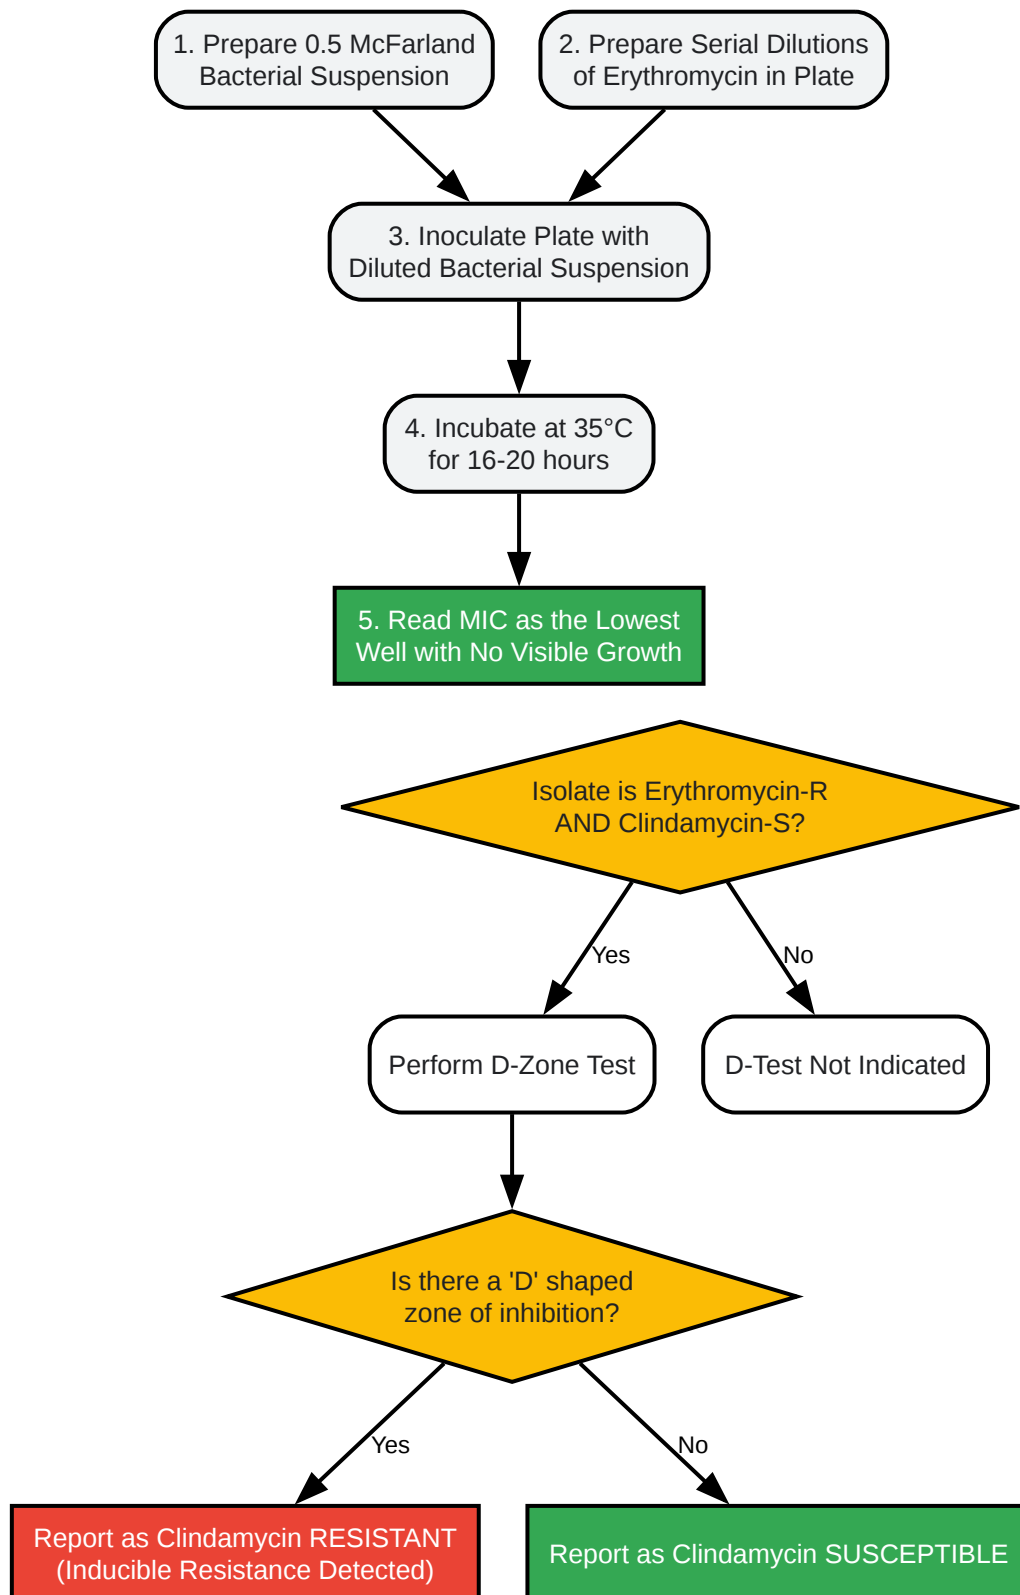 1. Prepare 0.5 McFarland
Bacterial Suspension
2. Prepare Serial Dilutions
of Erythromycin in Plate
3. Inoculate Plate with
Diluted Bacterial Suspension
4. Incubate at 35°C
for 16-20 hours
5. Read MIC as the Lowest
Well with No Visible Growth
Isolate is Erythromycin-R
AND Clindamycin-S?
Yes
No
Perform D-Zone Test
D-Test Not Indicated
Is there a 'D' shaped
zone of inhibition?
Yes
No
Report as Clindamycin RESISTANT
(Inducible Resistance Detected)
Report as Clindamycin SUSCEPTIBLE